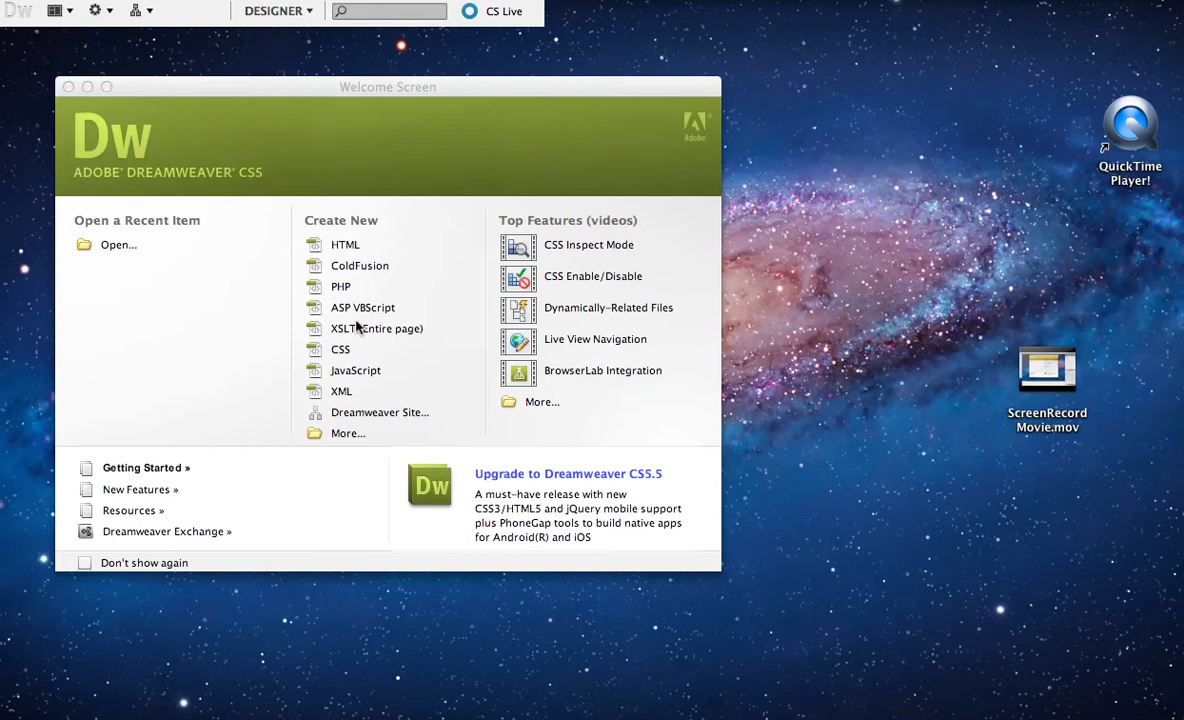 Dw
DESIGNER
CS Live
Welcome Screen
Dw
ADOBE® DREAMWEAVER® CS5
Adobe
Open a Recent Item
Open...
Create New
HTML
ColdFusion
PHP
ASP VBScript
XSLT (Entire page)
CSS
JavaScript
XML
Dreamweaver Site...
More...
Top Features (videos)
CSS Inspect Mode
CSS Enable/Disable
Dynamically-Related Files
Live View Navigation
BrowserLab Integration
More...
Getting Started »
New Features »
Resources »
Dreamweaver Exchange »
Dw
Upgrade to Dreamweaver CS5.5
A must-have release with new
CSS3/HTML5 and jQuery mobile support
plus PhoneGap tools to build native apps
for Android(R) and iOS
Don't show again
QuickTime
Player!
ScreenRecord
Movie.mov